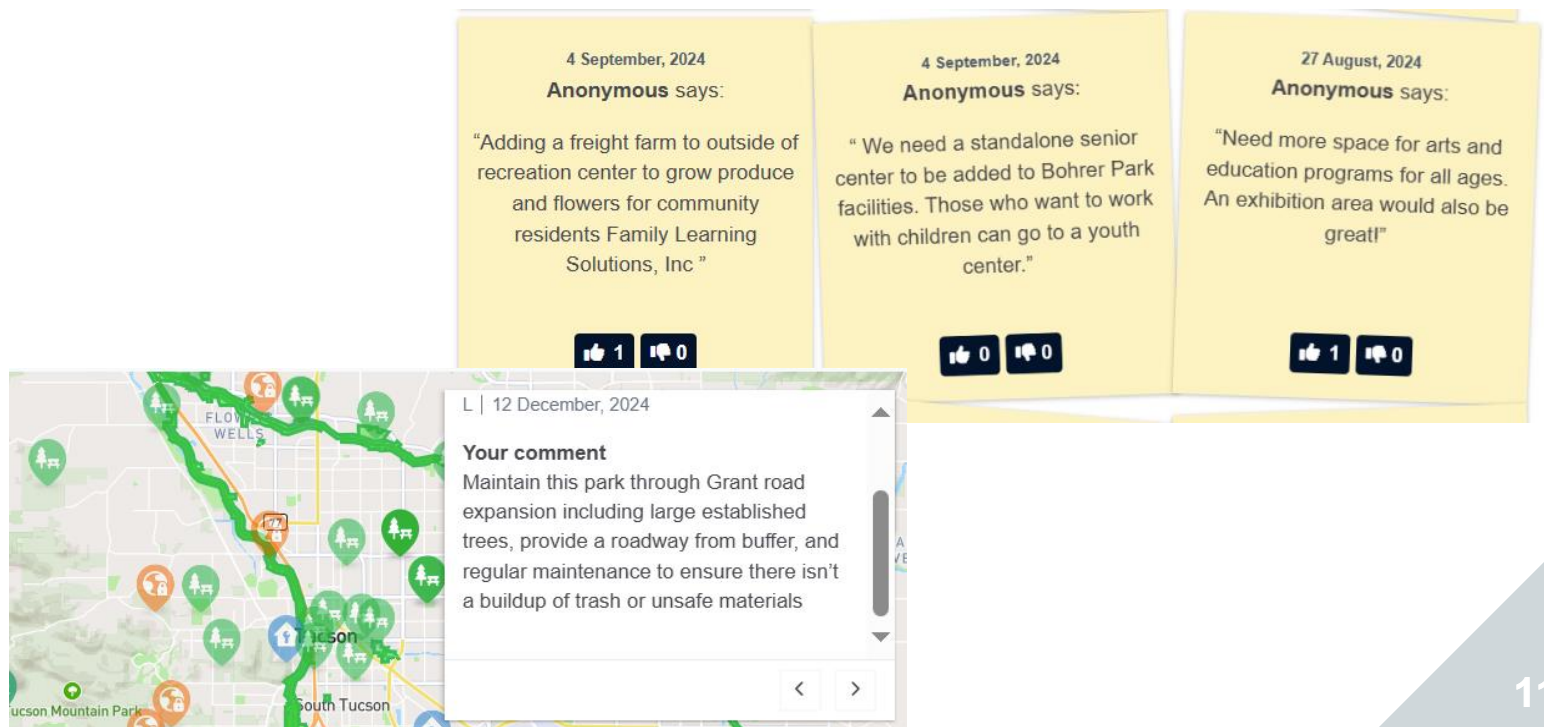 4 September, 2024
Anonymous says:
“Adding a freight farm to outside of
recreation center to grow produce
and flowers for community
residents Family Learning
Solutions, Inc ”
1 0
4 September, 2024
Anonymous says:
“ We need a standalone senior
center to be added to Bohrer Park
facilities. Those who want to work
with children can go to a youth
center.”
0 0
27 August, 2024
Anonymous says:
“Need more space for arts and
education programs for all ages.
An exhibition area would also be
great!”
1 0
L | 12 December, 2024
Your comment
Maintain this park through Grant road
expansion including large established
trees, provide a roadway from buffer, and
regular maintenance to ensure there isn’t
a buildup of trash or unsafe materials
WELLS
77
Tucson
South Tucson
ucson Mountain Park
11